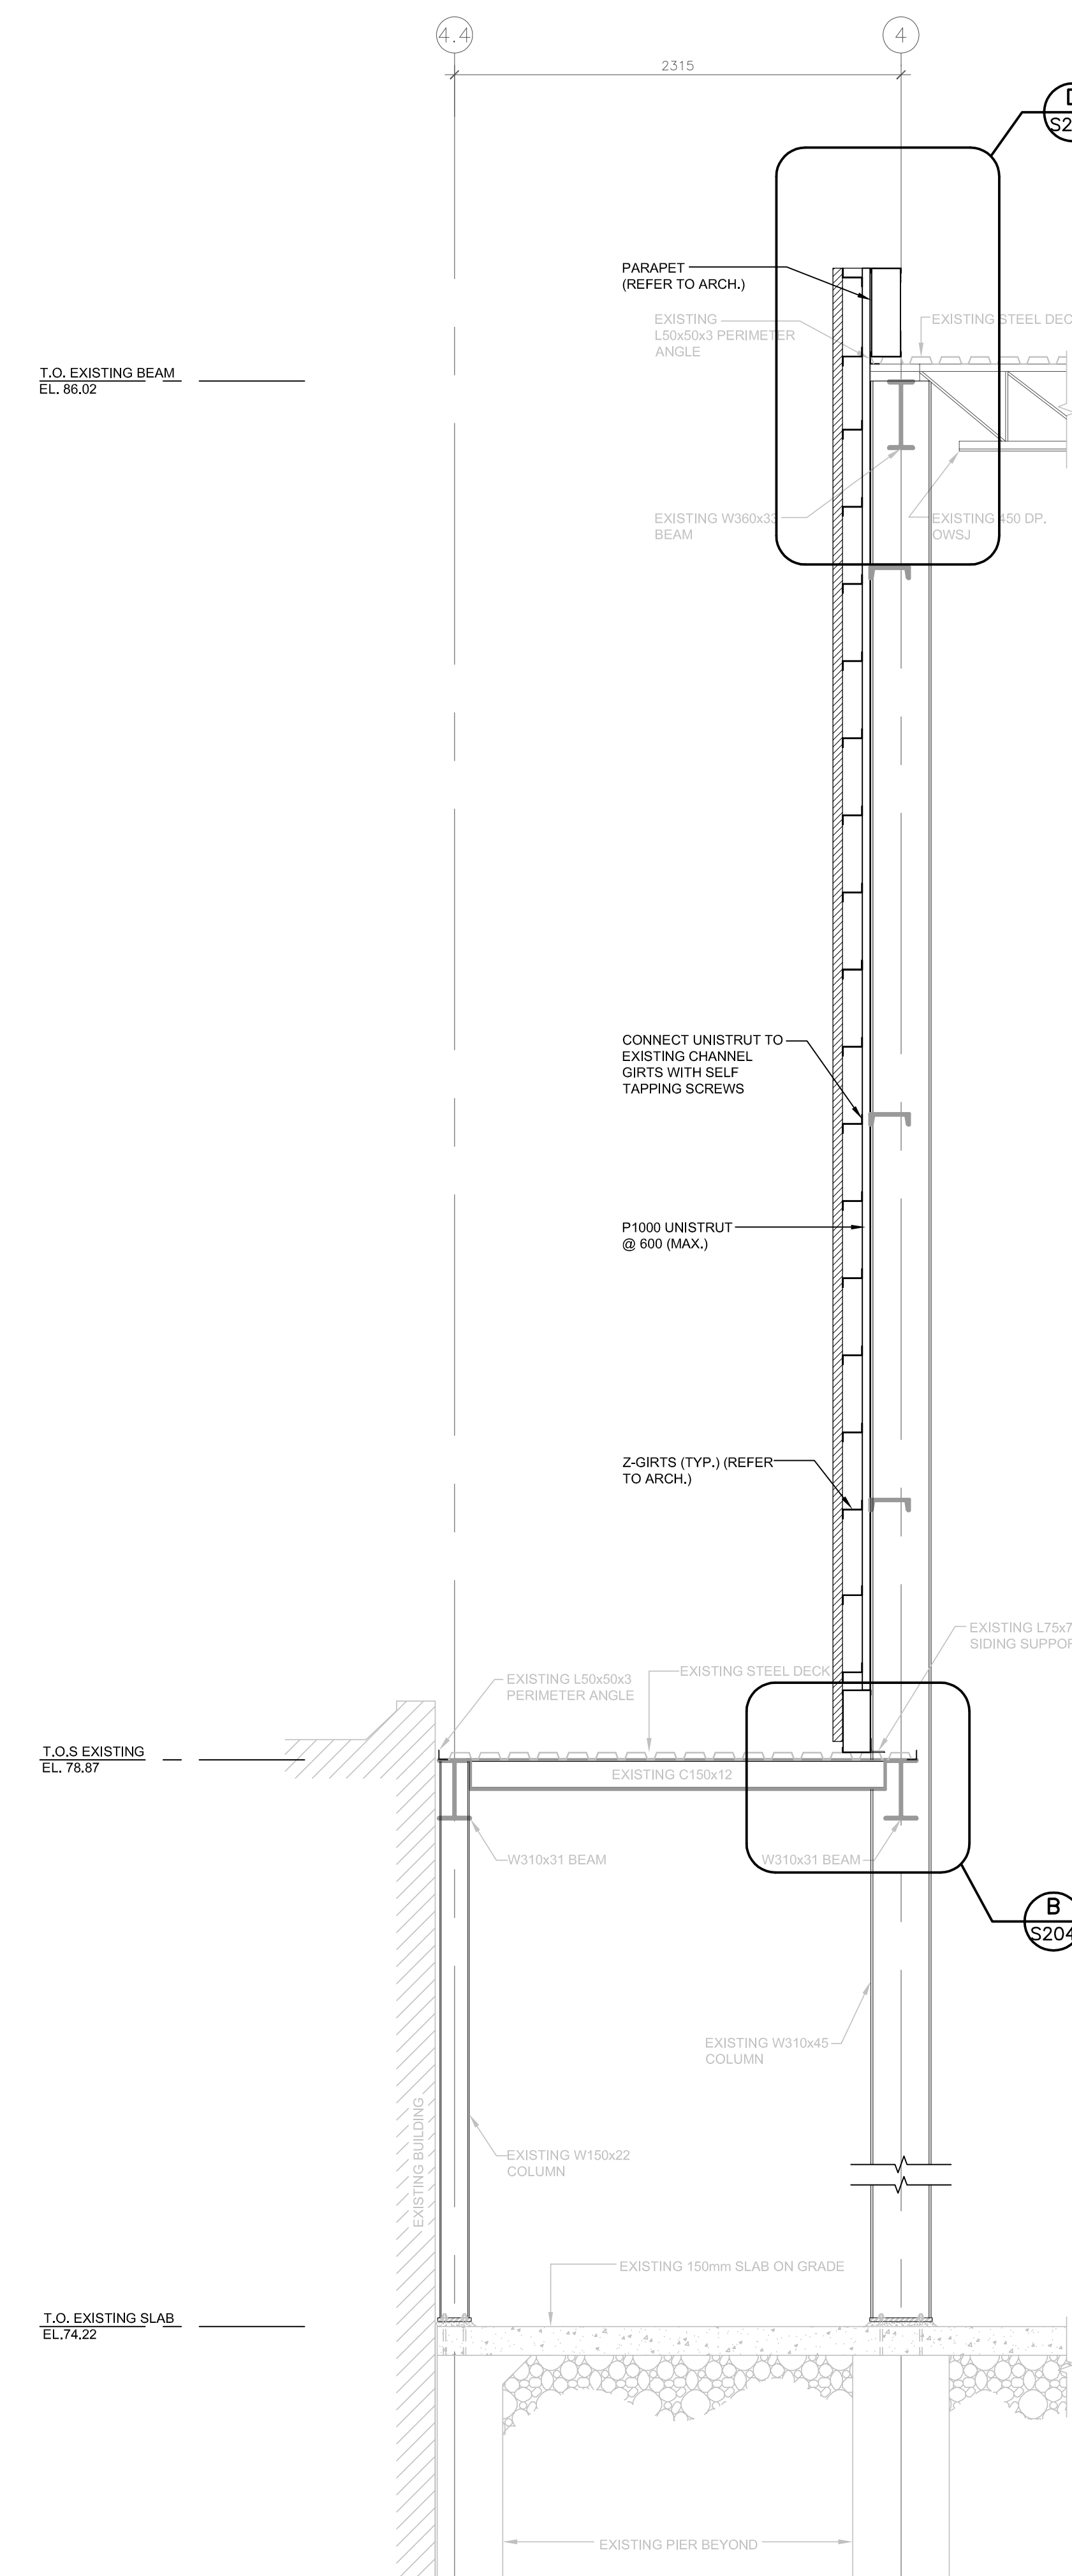 4.4
4
2315
D
PARAPET
(REFER TO ARCH.)
EXISTING
L50x50x3 PERIMETER
ANGLE
EXISTING STEEL
T.O. EXISTING BEAM
EL. 86.02
EXISTING W360x33
BEAM
EXISTING 450 DP.
OWSJ
CONNECT UNISTRUT TO
EXISTING CHANNEL
GIRTS WITH SELF
TAPPING SCREWS
P1000 UNISTRUT
@ 600 (MAX.)
Z-GIRTS (TYP.) (REFER
TO ARCH.)
EXISTING
SIDING
EXISTING STEEL DECK
EXISTING L50x50x3
PERIMETER ANGLE
T.O.S EXISTING
EL. 78.87
EXISTING C150x12
W310x31 BEAM
W310x31 BEAM
B
S204
EXISTING W310x45
COLUMN
EXISTING BUILDING
EXISTING W150x22
COLUMN
EXISTING 150mm SLAB ON GRADE
T.O. EXISTING SLAB
EL.74.22
EXISTING PIER BEYOND